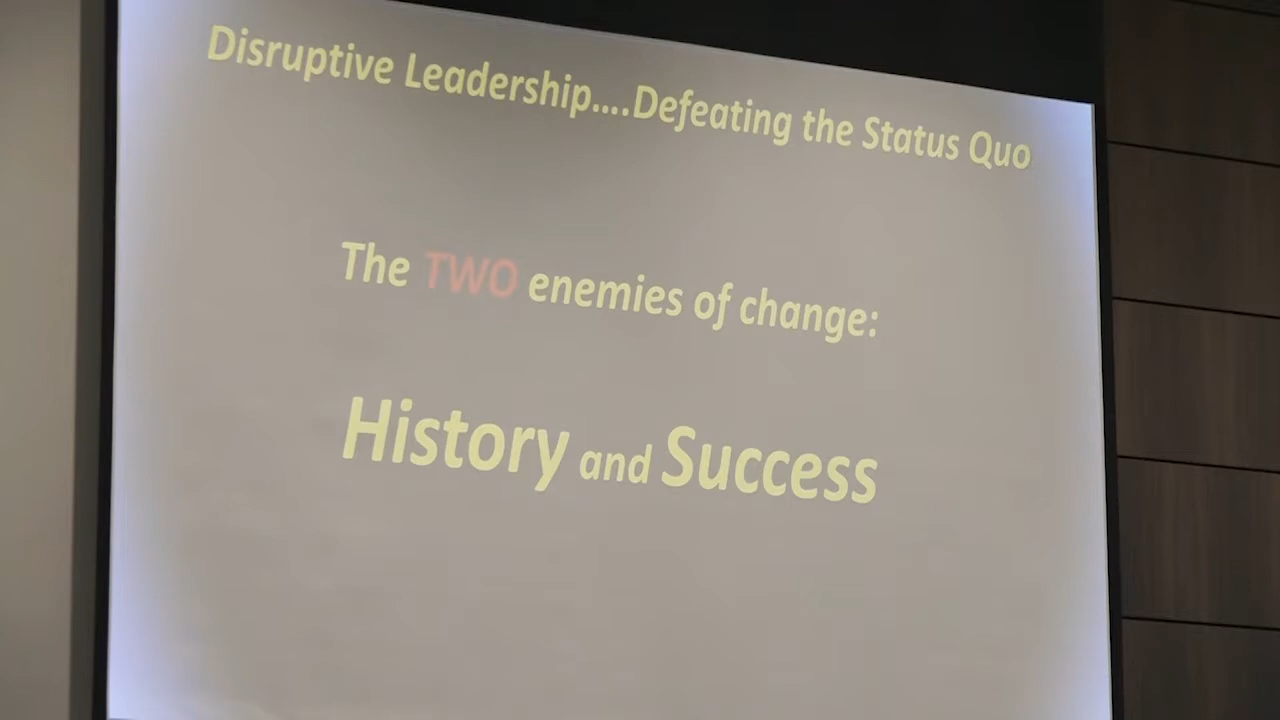 Disruptive Leadership....Defeating the Status Quo
The TWO enemies of change:
History and Success